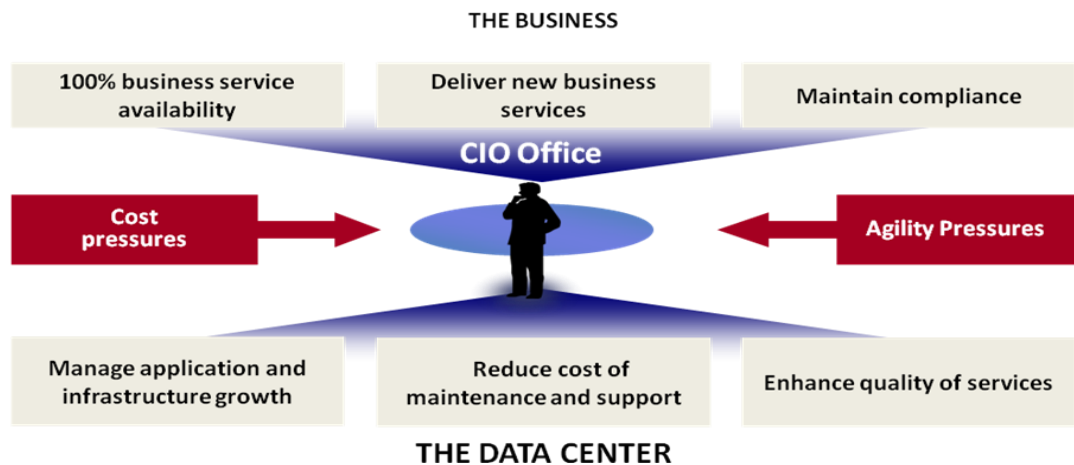 THE BUSINESS
100% business service
availability
Deliver new business
services
Maintain compliance
CIO Office
Cost
pressures
Agility Pressures
Manage application and
infrastructure growth
Reduce cost of
maintenance and support
Enhance quality of services
THE DATA CENTER